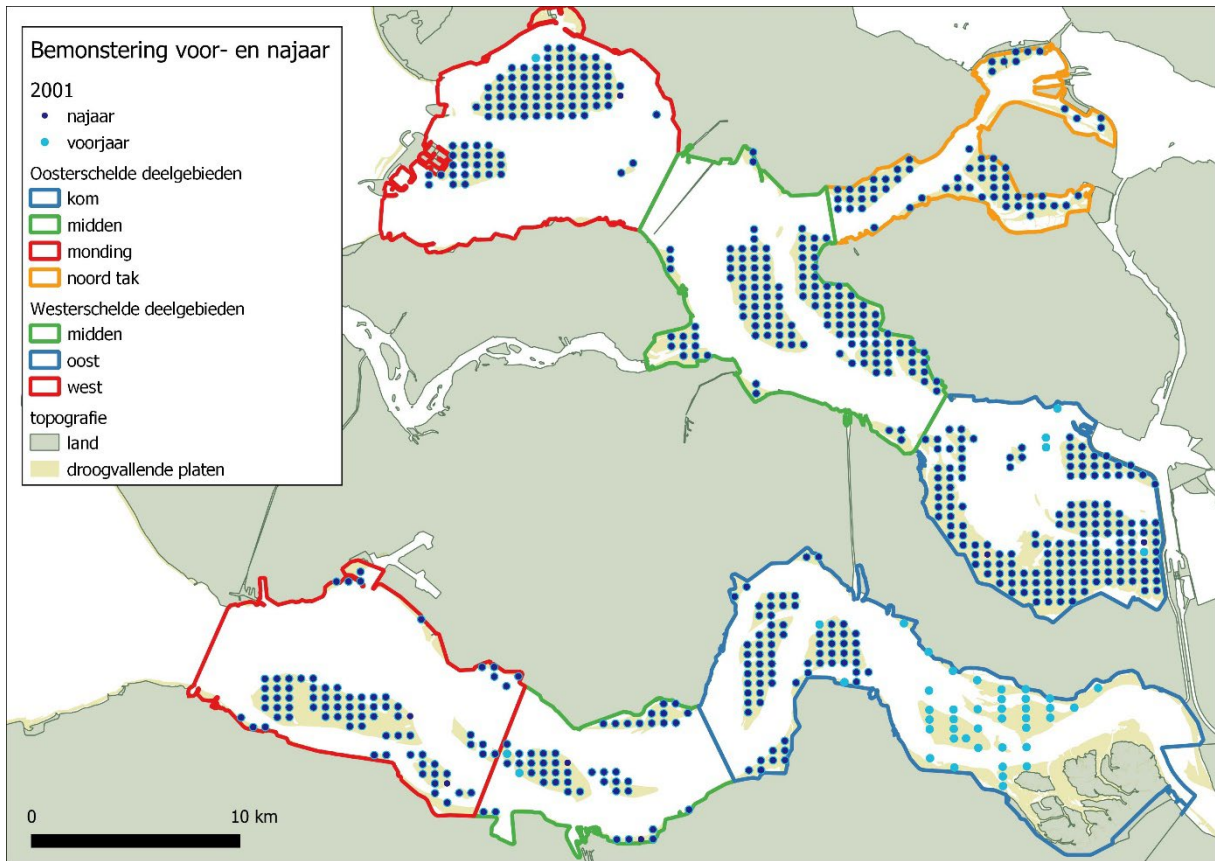 Bemonstering voor- en najaar
2001
najaar
voorjaar
Oosterschelde deelgebieden
kom
midden
monding
noord tak
Westerschelde deelgebieden
midden
oost
west
topografie
land
droogvallende platen
0 10 km